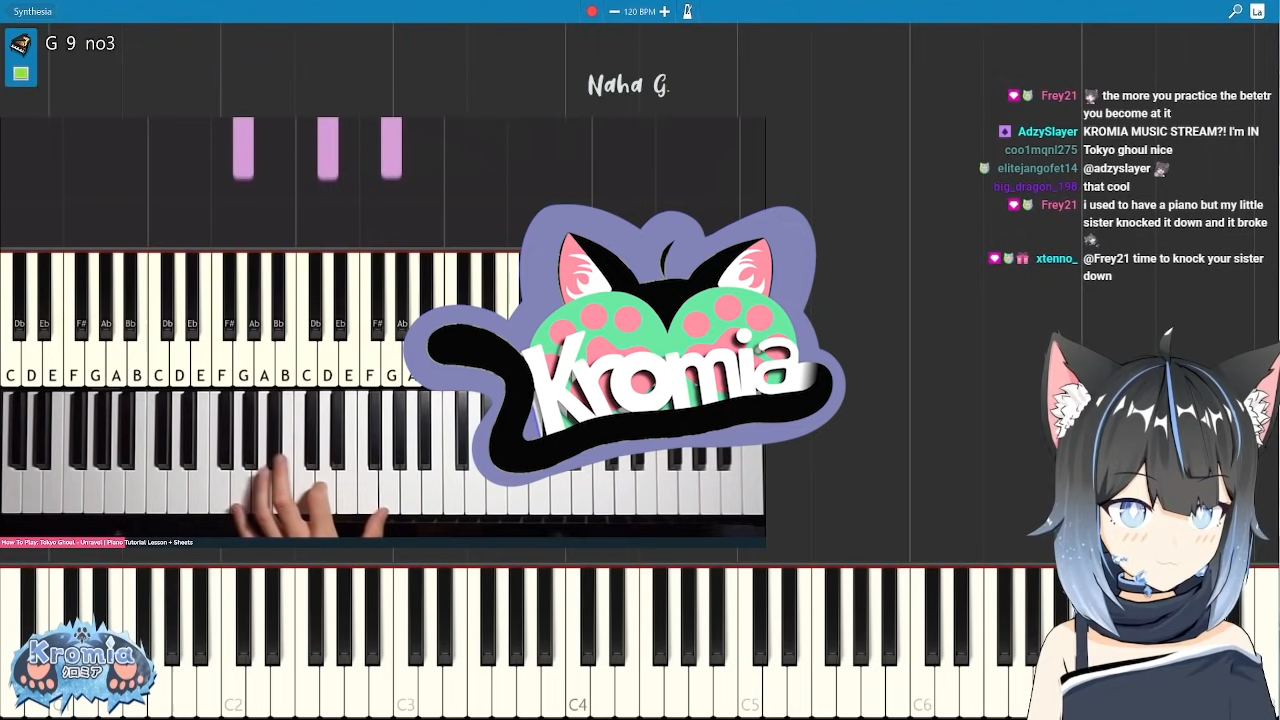 Synthesia
120 BPM
La
G 9 no3
Naha G.
Frey21 the more you practice the betetr
you become at it
AdzySlayer KROMIA MUSIC STREAM?! I'm IN
coo1mqnl275 Tokyo ghoul nice
elitejangofet14 @adzyslayer
big_dragon_198 that cool
Frey21 i used to have a piano but my little
sister knocked it down and it broke
xtenno_ @Frey21 time to knock your sister
down
Db Eb F# Ab Bb Db Eb F# Ab Bb Db Eb F# Ab
C D E F G A B C D E F G A B C D E F G A
Kromia
How To Play: Tokyo Ghoul - Unravel | Piano Tutorial Lesson + Sheets
Kromia
クロミア
C2 C3 C4 C5 C6